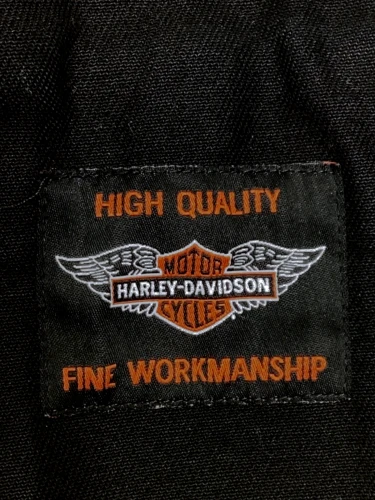 HIGH QUALITY
MOTOR
HARLEY-DAVIDSON
CYCLES
FINE WORKMANSHIP